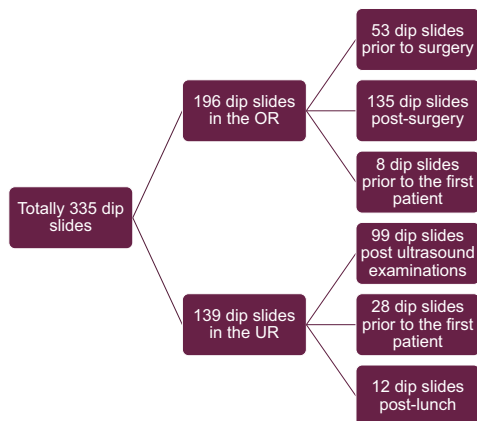 53 dip slides
prior to surgery
196 dip slides
in the OR
135 dip slides
post-surgery
8 dip slides
prior to the first
patient
Totally 335 dip
slides
99 dip slides
post ultrasound
examinations
139 dip slides
in the UR
28 dip slides
prior to the first
patient
12 dip slides
post-lunch